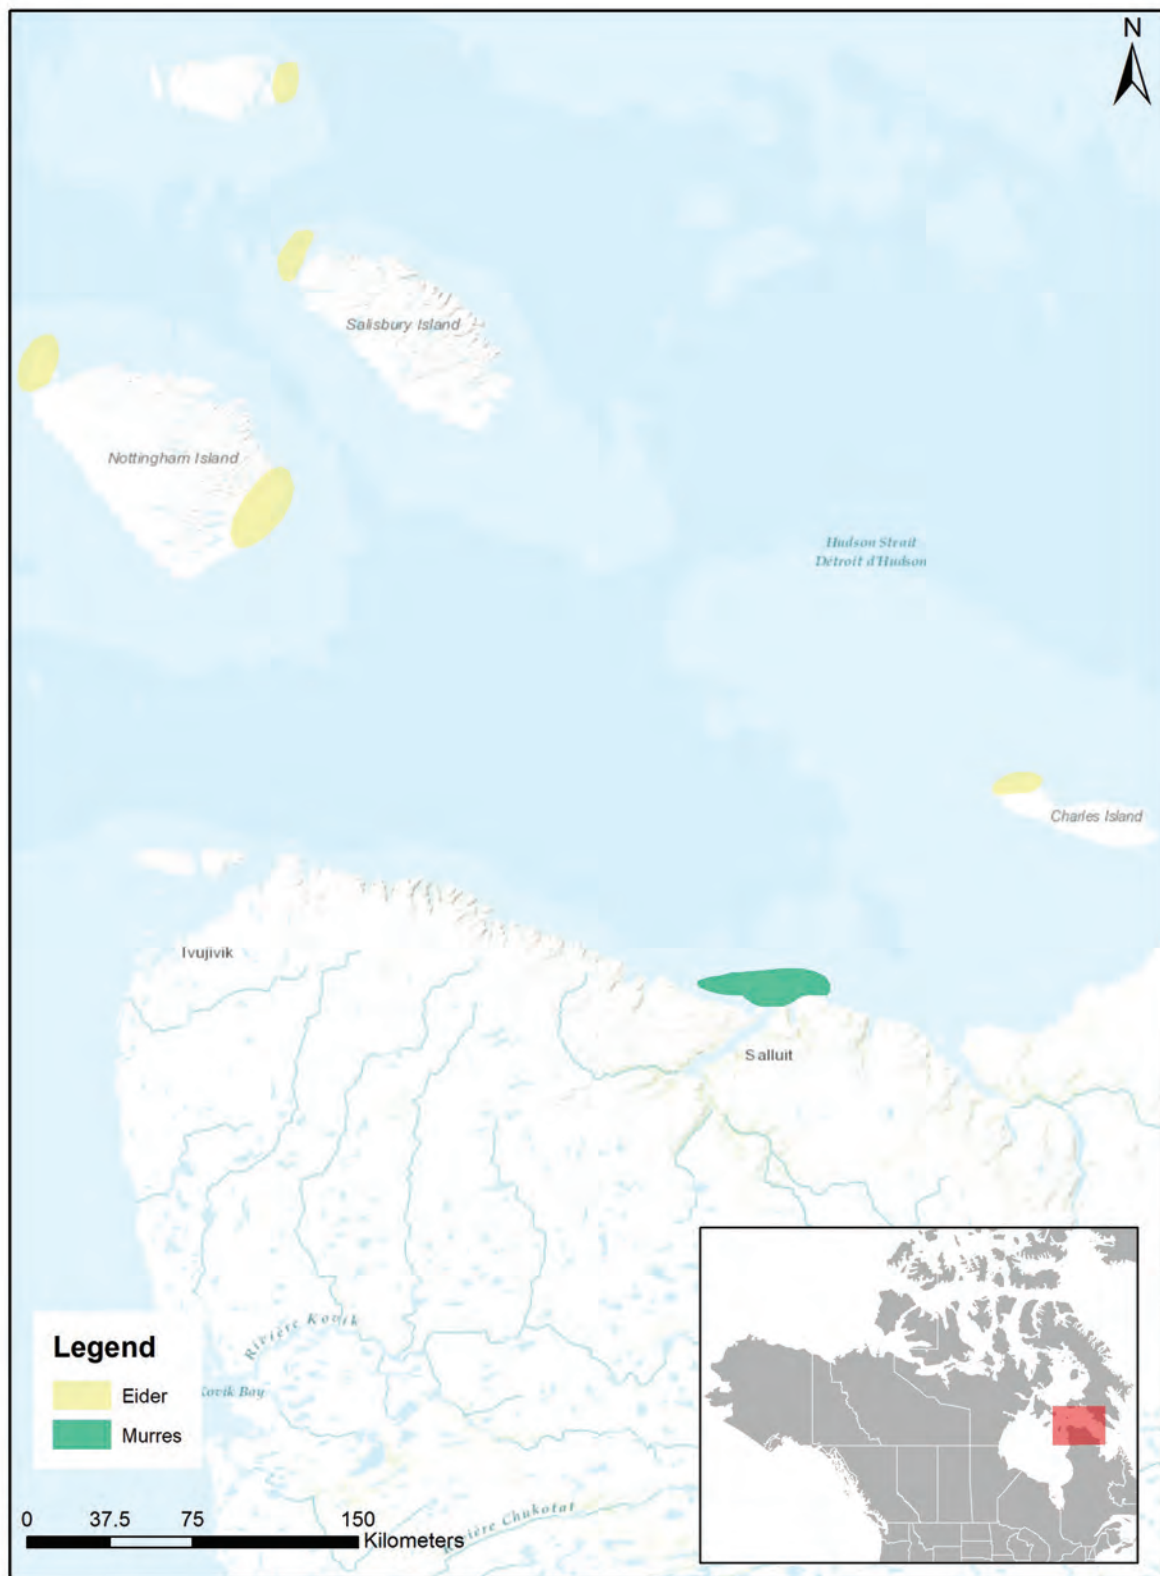 N
Salisbury Island
Nottingham Island
Hudson Strait
Détroit d'Hudson
Charles Island
Ivujivik
Salluit
Rivière Kovik
Kovik Bay
Legend
Eider
Murres
0 37.5 75 150
Kilometers
Rivière Chukotat